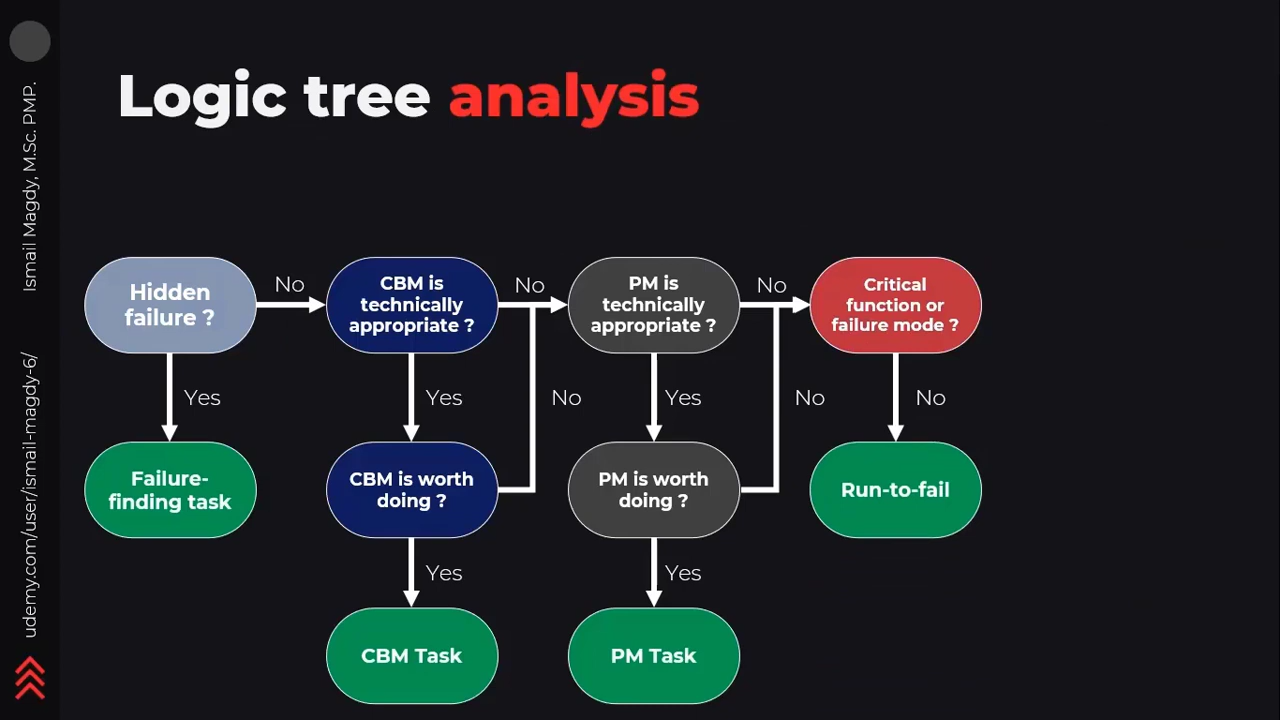 Logic tree analysis
Ismail Magdy, M.Sc. PMP.
udemy.com/user/ismail-magdy-6/
Hidden
failure ?
No
CBM is
technically
appropriate ?
No
PM is
technically
appropriate ?
No
Critical
function or
failure mode ?
Yes
Yes
No
Yes
No
No
Failure-
finding task
CBM is worth
doing ?
PM is worth
doing ?
Run-to-fail
Yes
Yes
CBM Task
PM Task